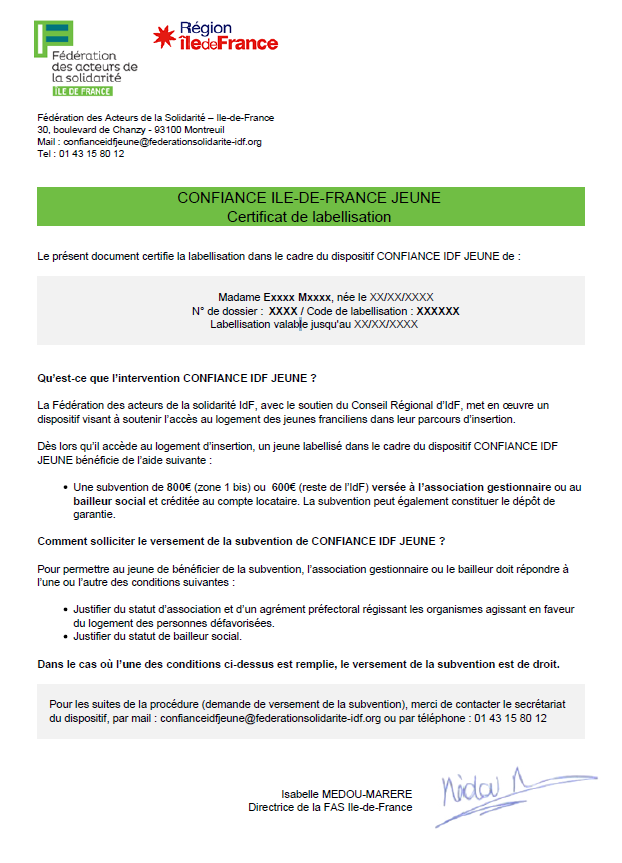 Fédération
des acteurs de
la solidarité
ÎLE DE FRANCE
Région
îledeFrance
Fédération des Acteurs de la Solidarité – Ile-de-France
30, boulevard de Chanzy - 93100 Montreuil
Mail : confianceidfjeune@federationsolidarite-idf.org
Tel : 01 43 15 80 12
CONFIANCE ILE-DE-FRANCE JEUNE
Certificat de labellisation
Le présent document certifie la labellisation dans le cadre du dispositif CONFIANCE IDF JEUNE de :
Madame Exxxx Mxxxx, née le XX/XX/XXXX
N° de dossier : XXXX / Code de labellisation : XXXXXX
Labellisation valable jusqu'au XX/XX/XXXX
Qu’est-ce que l’intervention CONFIANCE IDF JEUNE ?
La Fédération des acteurs de la solidarité IdF, avec le soutien du Conseil Régional d’IdF, met en œuvre un
dispositif visant à soutenir l’accès au logement des jeunes franciliens dans leur parcours d’insertion.
Dès lors qu’il accède au logement d’insertion, un jeune labellisé dans le cadre du dispositif CONFIANCE IDF
JEUNE bénéficie de l’aide suivante :
• Une subvention de 800€ (zone 1 bis) ou 600€ (reste de l’IdF) versée à l’association gestionnaire ou au
bailleur social et créditée au compte locataire. La subvention peut également constituer le dépôt de
garantie.
Comment solliciter le versement de la subvention de CONFIANCE IDF JEUNE ?
Pour permettre au jeune de bénéficier de la subvention, l’association gestionnaire ou le bailleur doit répondre à
l’une ou l’autre des conditions suivantes :
• Justifier du statut d’association et d’un agrément préfectoral régissant les organismes agissant en faveur
du logement des personnes défavorisées.
• Justifier du statut de bailleur social.
Dans le cas où l’une des conditions ci-dessus est remplie, le versement de la subvention est de droit.
Pour les suites de la procédure (demande de versement de la subvention), merci de contacter le secrétariat
du dispositif, par mail : confianceidfjeune@federationsolidarite-idf.org ou par téléphone : 01 43 15 80 12
Isabelle MEDOU-MARERE
Directrice de la FAS Ile-de-France